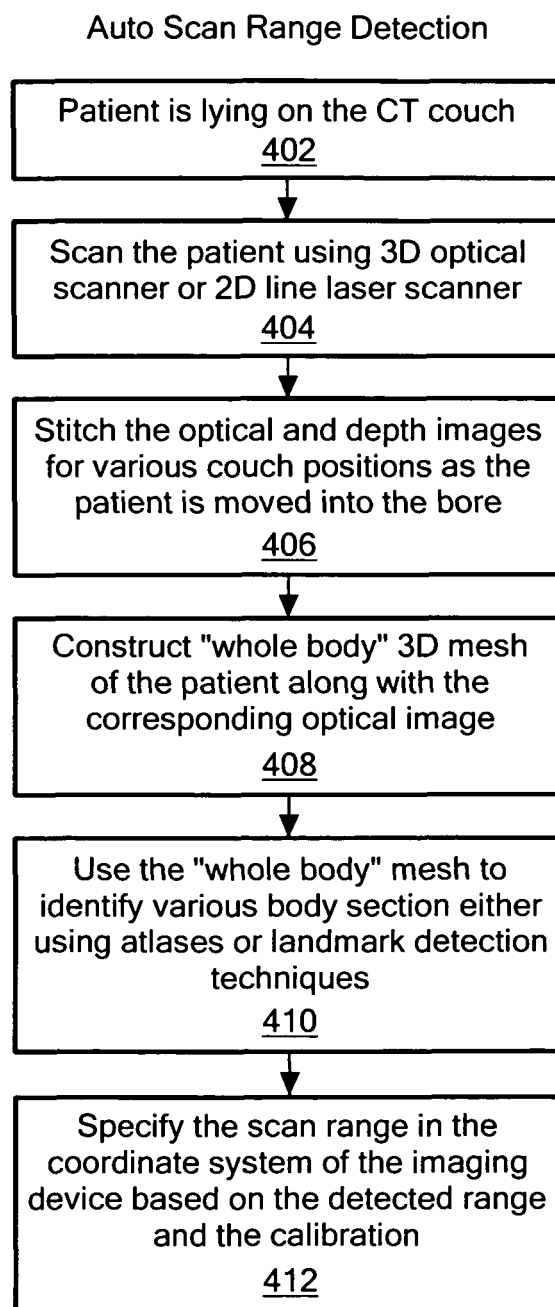 Auto Scan Range Detection
Patient is lying on the CT couch
402
Scan the patient using 3D optical
scanner or 2D line laser scanner
404
Stitch the optical and depth images
for various couch positions as the
patient is moved into the bore
406
Construct "whole body" 3D mesh
of the patient along with the
corresponding optical image
408
Use the "whole body" mesh to
identify various body section either
using atlases or landmark detection
techniques
410
Specify the scan range in the
coordinate system of the imaging
device based on the detected range
and the calibration
412